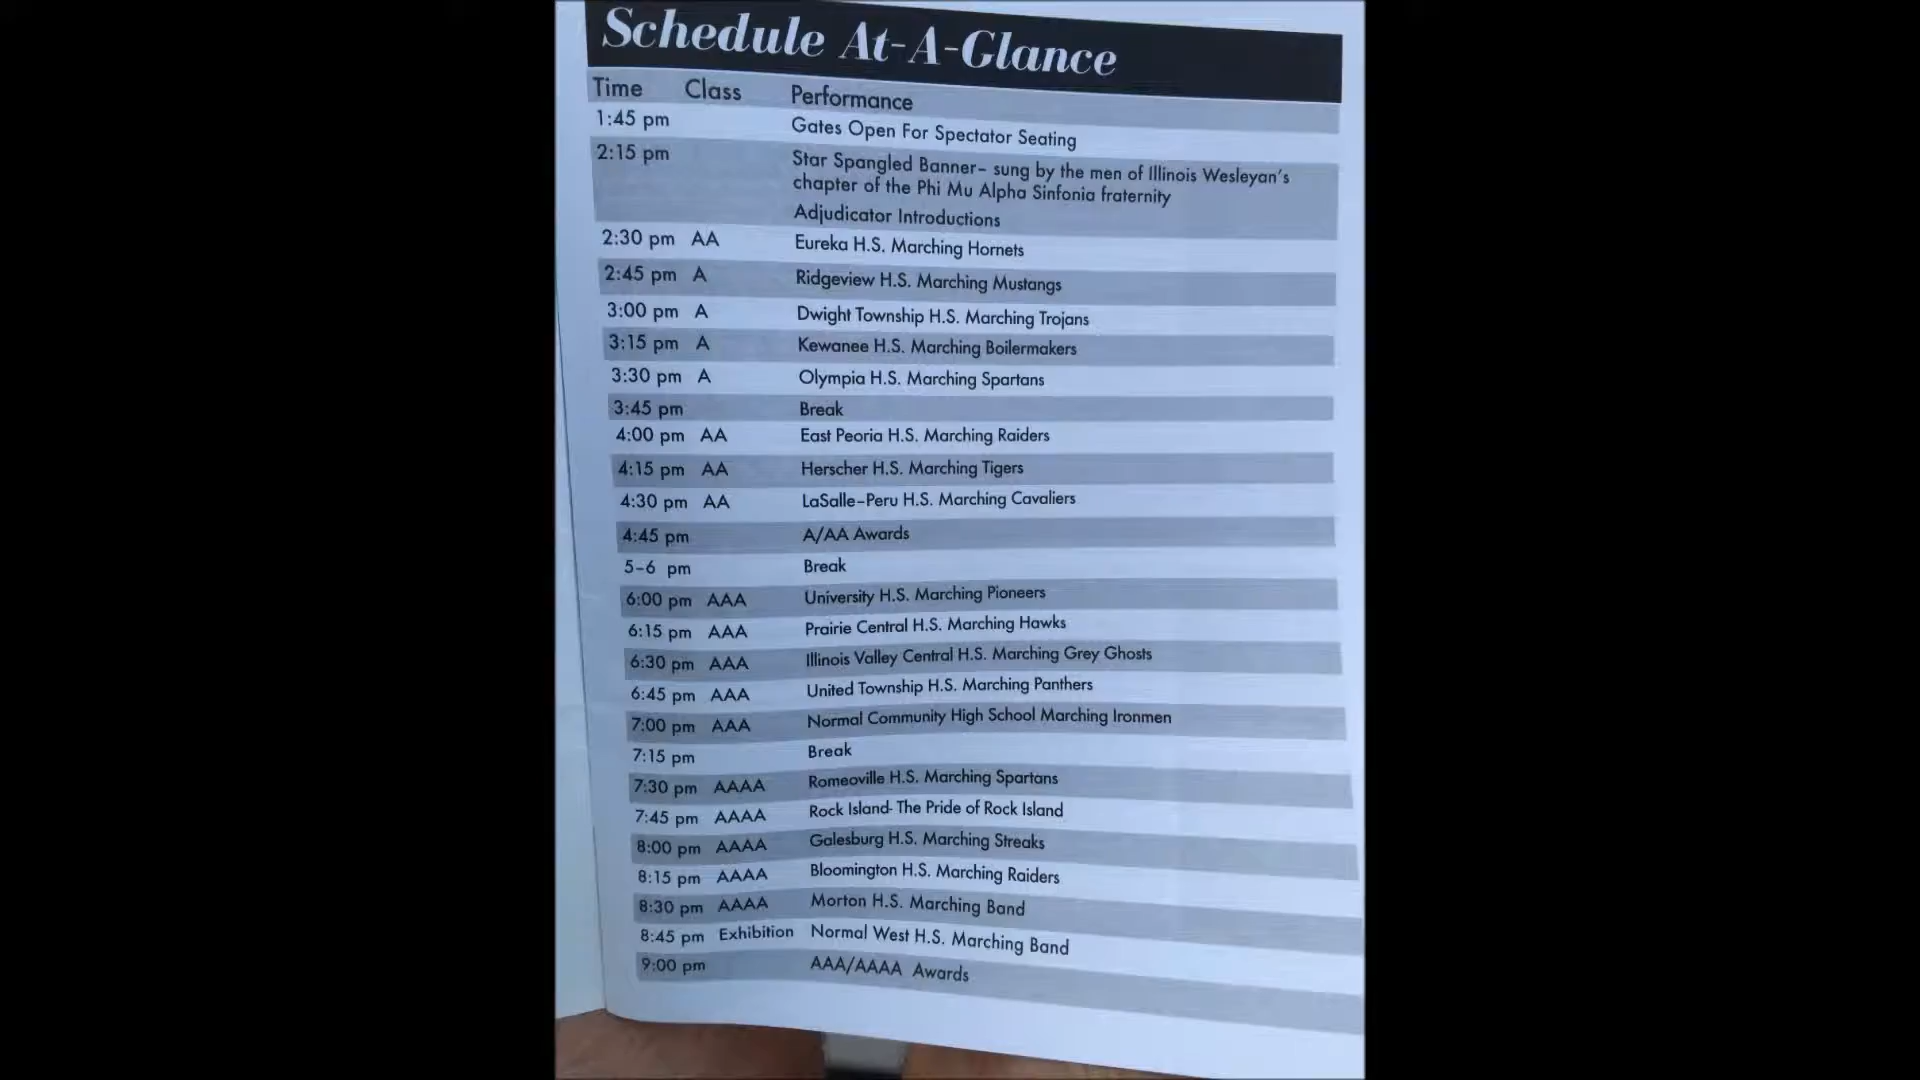 Schedule At-A-Glance
Time Class Performance
1:45 pm Gates Open For Spectator Seating
2:15 pm Star Spangled Banner– sung by the men of Illinois Wesleyan's
chapter of the Phi Mu Alpha Sinfonia fraternity
Adjudicator Introductions
2:30 pm AA Eureka H.S. Marching Hornets
2:45 pm A Ridgeview H.S. Marching Mustangs
3:00 pm A Dwight Township H.S. Marching Trojans
3:15 pm A Kewanee H.S. Marching Boilermakers
3:30 pm A Olympia H.S. Marching Spartans
3:45 pm Break
4:00 pm AA East Peoria H.S. Marching Raiders
4:15 pm AA Herscher H.S. Marching Tigers
4:30 pm AA LaSalle–Peru H.S. Marching Cavaliers
4:45 pm A/AA Awards
5–6 pm Break
6:00 pm AAA University H.S. Marching Pioneers
6:15 pm AAA Prairie Central H.S. Marching Hawks
6:30 pm AAA Illinois Valley Central H.S. Marching Grey Ghosts
6:45 pm AAA United Township H.S. Marching Panthers
7:00 pm AAA Normal Community High School Marching Ironmen
7:15 pm Break
7:30 pm AAAA Romeoville H.S. Marching Spartans
7:45 pm AAAA Rock Island- The Pride of Rock Island
8:00 pm AAAA Galesburg H.S. Marching Streaks
8:15 pm AAAA Bloomington H.S. Marching Raiders
8:30 pm AAAA Morton H.S. Marching Band
8:45 pm Exhibition Normal West H.S. Marching Band
9:00 pm AAA/AAAA Awards